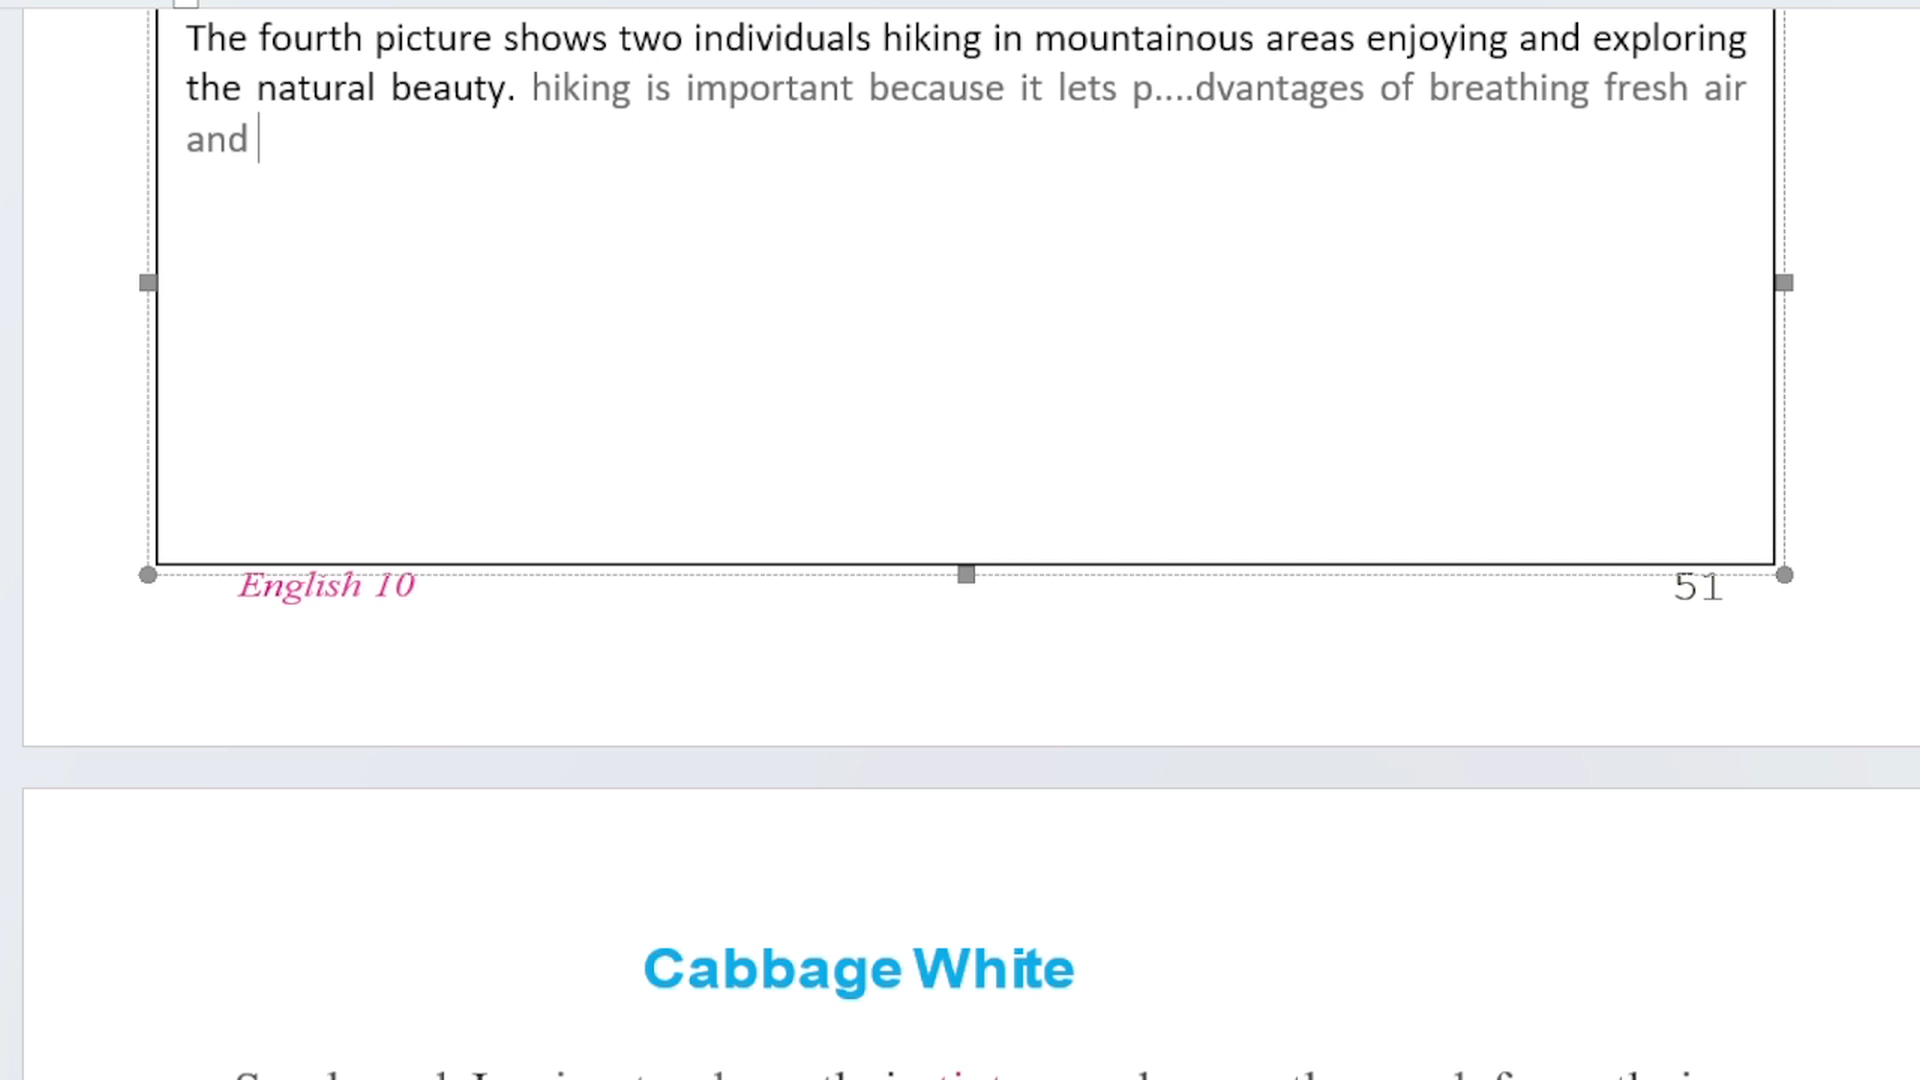 The fourth picture shows two individuals hiking in mountainous areas enjoying and exploring
the natural beauty. hiking is important because it lets p....dvantages of breathing fresh air
and
English 10
51
Cabbage White